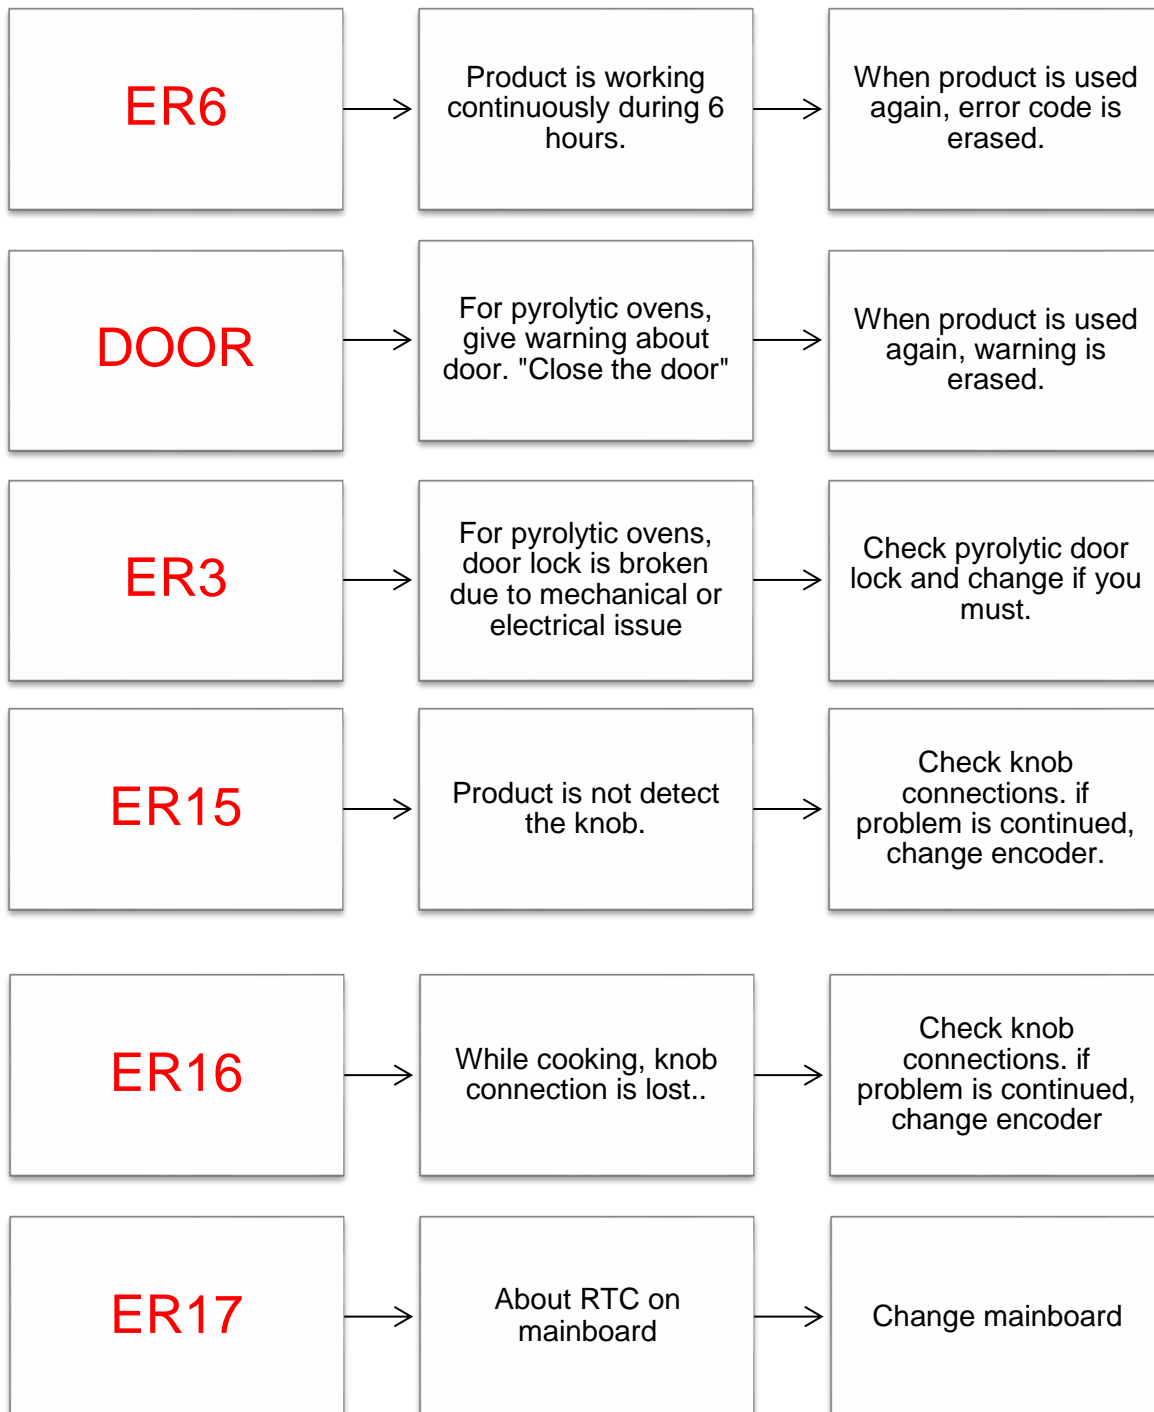 ER6
Product is working
continuously during 6
hours.
When product is used
again, error code is
erased.
DOOR
For pyrolytic ovens,
give warning about
door. "Close the door"
When product is used
again, warning is
erased.
ER3
For pyrolytic ovens,
door lock is broken
due to mechanical or
electrical issue
Check pyrolytic door
lock and change if you
must.
ER15
Product is not detect
the knob.
Check knob
connections. if
problem is continued,
change encoder.
ER16
While cooking, knob
connection is lost..
Check knob
connections. if
problem is continued,
change encoder
ER17
About RTC on
mainboard
Change mainboard